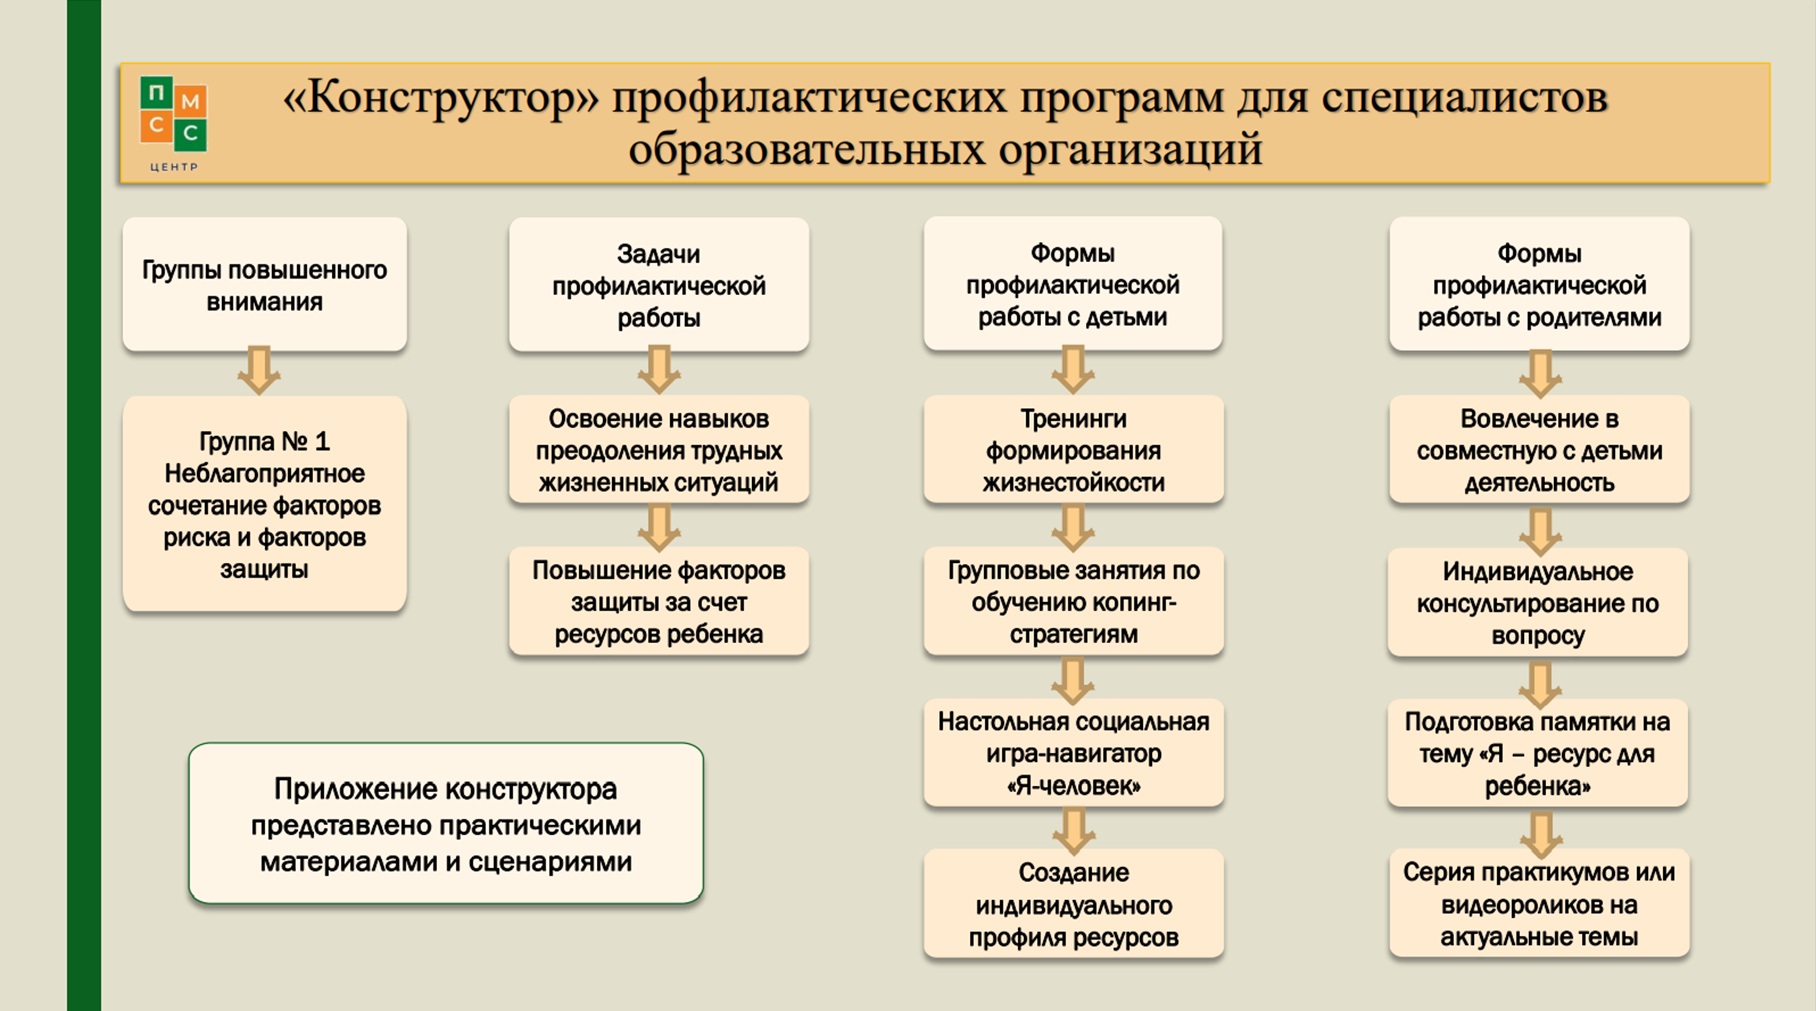 П
М
С
С
ЦЕНТР
«Конструктор» профилактических программ для специалистов
образовательных организаций
Группы повышенного
внимания
Группа № 1
Неблагоприятное
сочетание факторов
риска и факторов
защиты
Задачи
профилактической
работы
Освоение навыков
преодоления трудных
жизненных ситуаций
Повышение факторов
защиты за счет
ресурсов ребенка
Формы
профилактической
работы с детьми
Тренинги
формирования
жизнестойкости
Групповые занятия по
обучению копинг-
стратегиям
Настольная социальная
игра-навигатор
«Я-человек»
Создание
индивидуального
профиля ресурсов
Формы
профилактической
работы с родителями
Вовлечение в
совместную с детьми
деятельность
Индивидуальное
консультирование по
вопросу
Подготовка памятки на
тему «Я – ресурс для
ребенка»
Серия практикумов или
видеороликов на
актуальные темы
Приложение конструктора
представлено практическими
материалами и сценариями